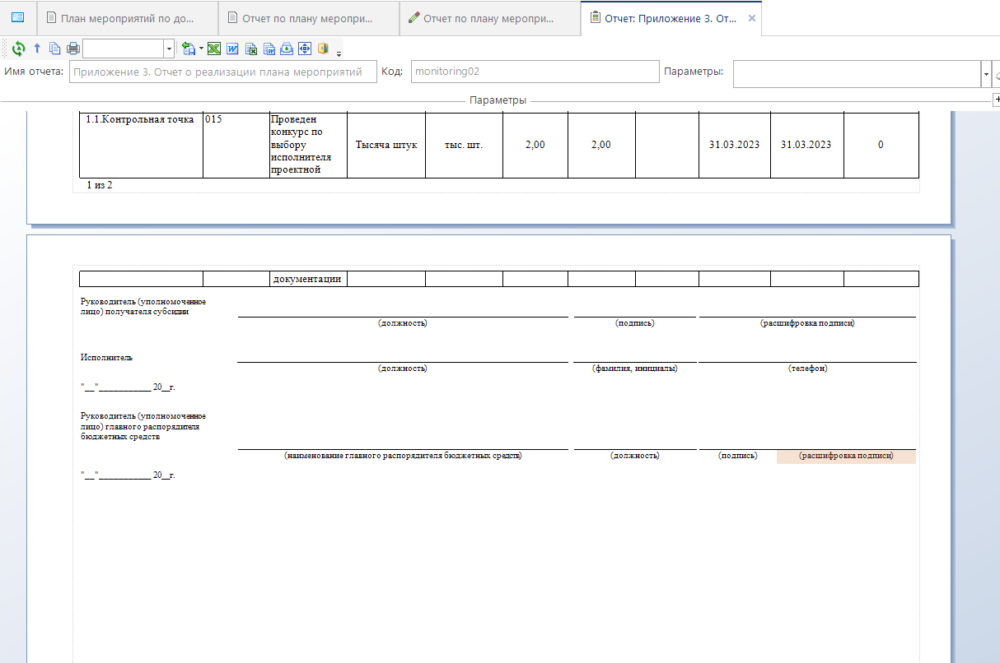 План мероприятий по до...
Отчет по плану меропри...
Отчет по плану меропри...
Отчет: Приложение 3. От...
Имя отчета: Приложение 3. Отчет о реализации плана мероприятий Код: monitoring02 Параметры:
Параметры
1.1.Контрольная точка 015 Проведен
конкурс по
выбору
исполнителя
проектной
Тысяча штук тыс. шт. 2,00 2,00 31.03.2023 31.03.2023 0
1 из 2
документации
Руководитель (уполномоченное
лицо) получателя субсидии
(должность) (подпись) (расшифровка подписи)
Исполнитель
(должность) (фамилия, инициалы) (телефон)
"__"____________ 20__г.
Руководитель (уполномоченное
лицо) главного распорядителя
бюджетных средств
(наименование главного распорядителя бюджетных средств) (должность) (подпись) (расшифровка подписи)
"__"____________ 20__г.